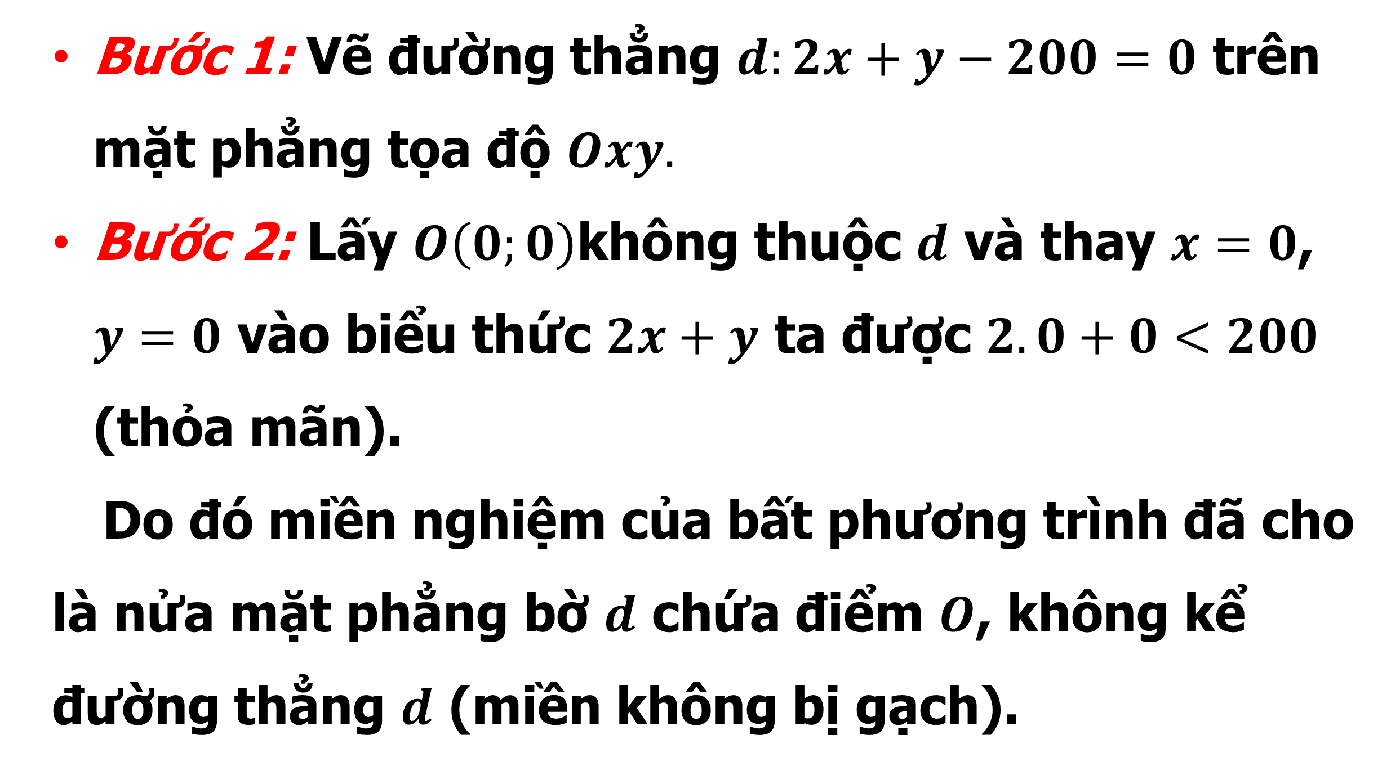 • Bước 1: Vẽ đường thẳng d: 2x + y − 200 = 0 trên
mặt phẳng tọa độ Oxy.
• Bước 2: Lấy O(0; 0)không thuộc d và thay x = 0,
y = 0 vào biểu thức 2x + y ta được 2. 0 + 0 < 200
(thỏa mãn).
Do đó miền nghiệm của bất phương trình đã cho
là nửa mặt phẳng bờ d chứa điểm O, không kể
đường thẳng d (miền không bị gạch).